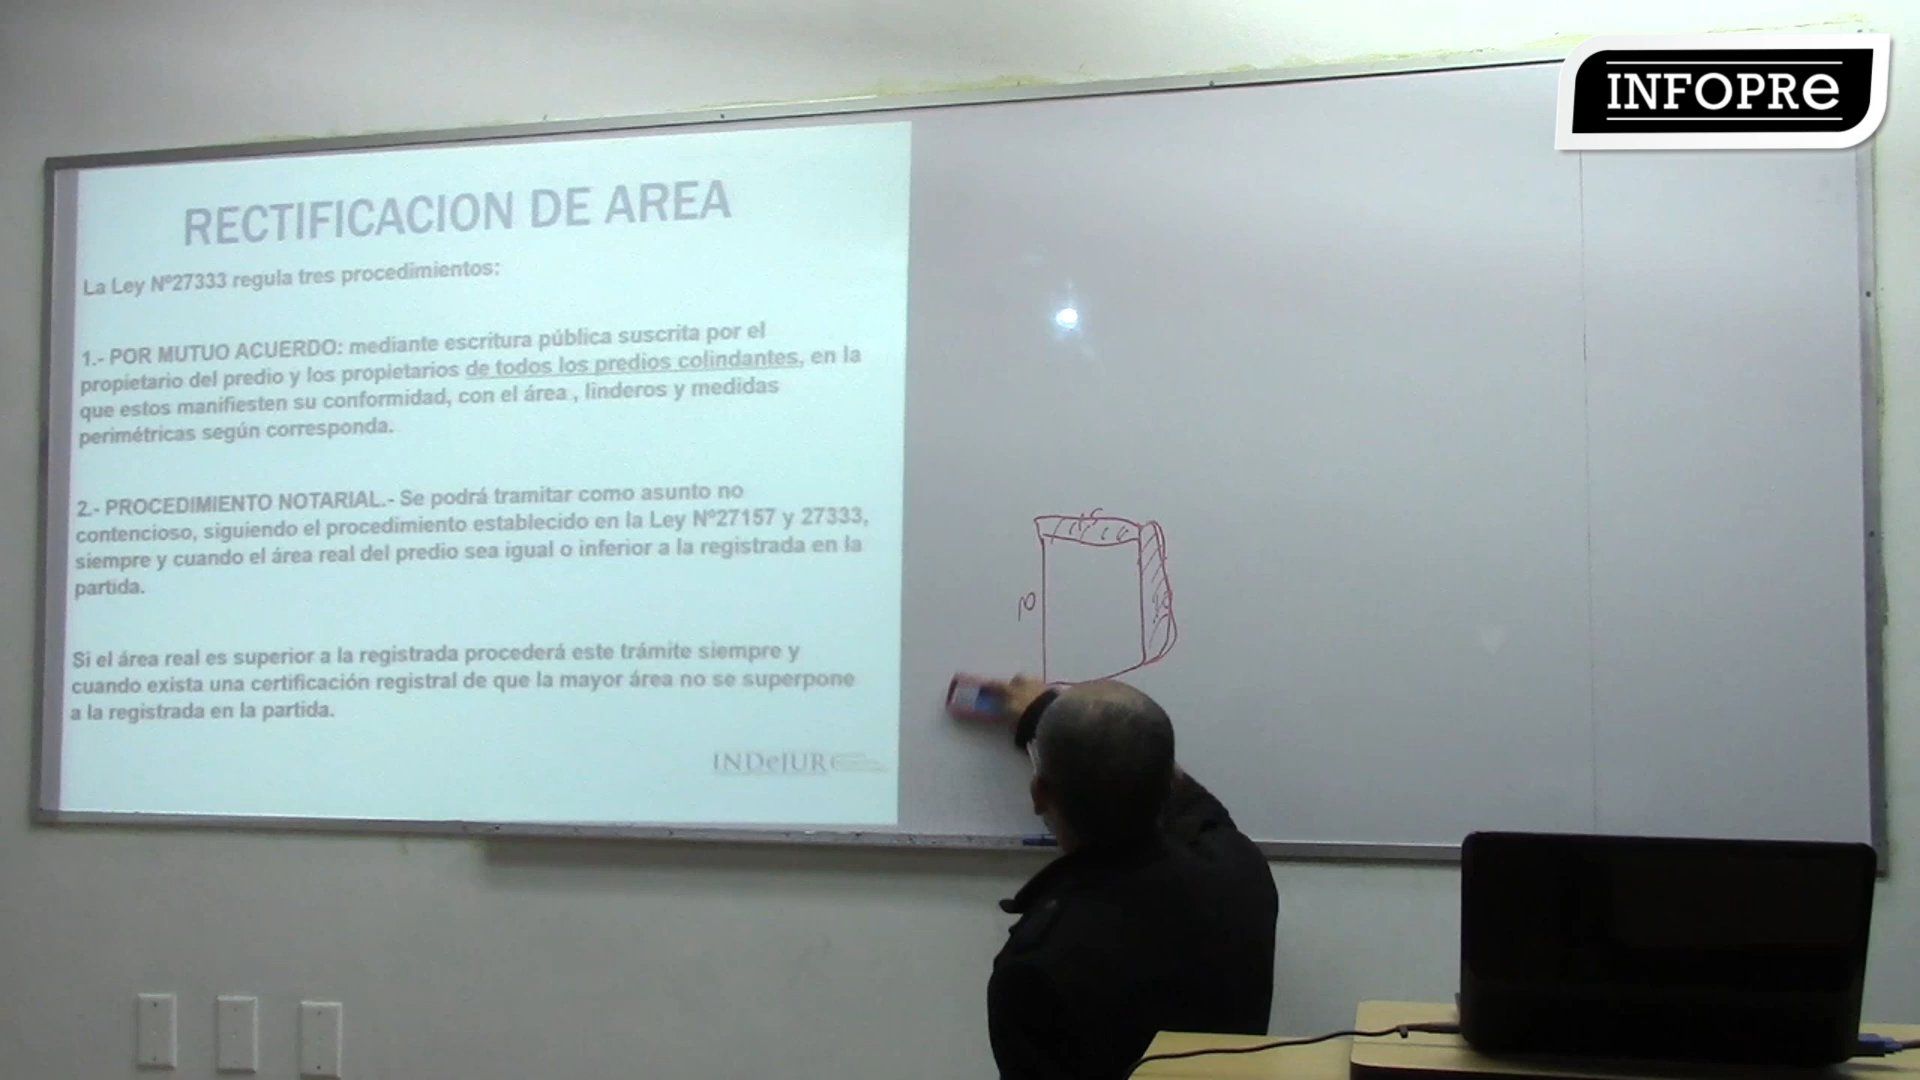 INFOPRe
RECTIFICACION DE AREA
La Ley Nº27333 regula tres procedimientos:
1.- POR MUTUO ACUERDO: mediante escritura pública suscrita por el
propietario del predio y los propietarios de todos los predios colindantes, en la
que estos manifiesten su conformidad, con el área , linderos y medidas
perimétricas según corresponda.
2.- PROCEDIMIENTO NOTARIAL.- Se podrá tramitar como asunto no
contencioso, siguiendo el procedimiento establecido en la Ley Nº27157 y 27333,
siempre y cuando el área real del predio sea igual o inferior a la registrada en la
partida.
Si el área real es superior a la registrada procederá este trámite siempre y
cuando exista una certificación registral de que la mayor área no se superpone
a la registrada en la partida.
INDeJUR